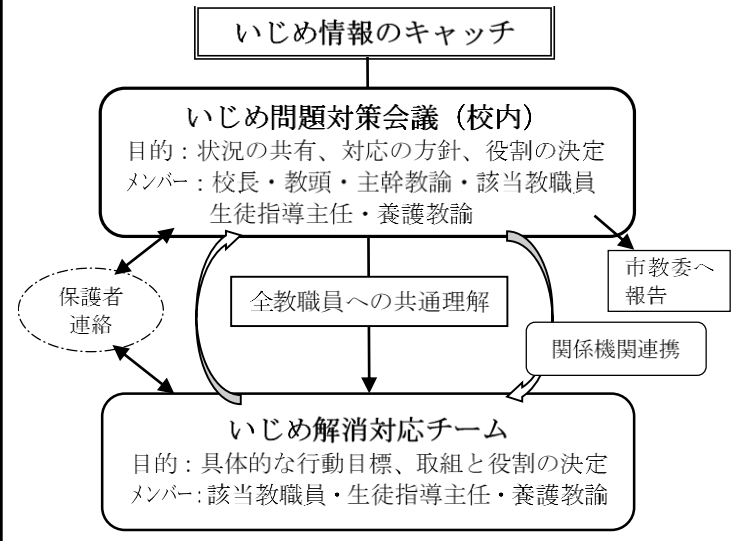 いじめ情報のキャッチ
いじめ問題対策会議（校内）
目的：状況の共有、対応の方針、役割の決定
メンバー：校長・教頭・主幹教諭・該当教職員
生徒指導主任・養護教諭
市教委へ
報告
保護者
連絡
全教職員への共通理解
関係機関連携
いじめ解消対応チーム
目的：具体的な行動目標、取組と役割の決定
メンバー：該当教職員・生徒指導主任・養護教諭